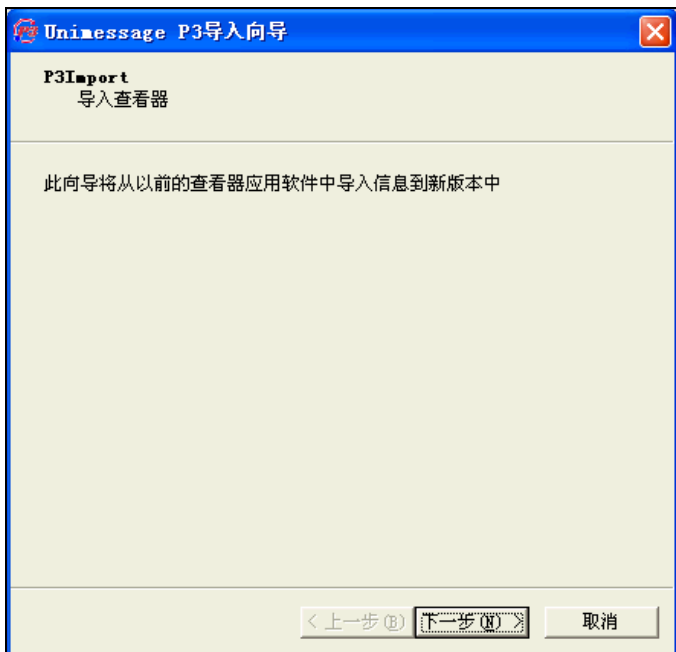 Unimessage P3导入向导
P3Import
导入查看器
此向导将从以前的查看器应用软件中导入信息到新版本中
< 上一步(B) 下一步(N) > 取消